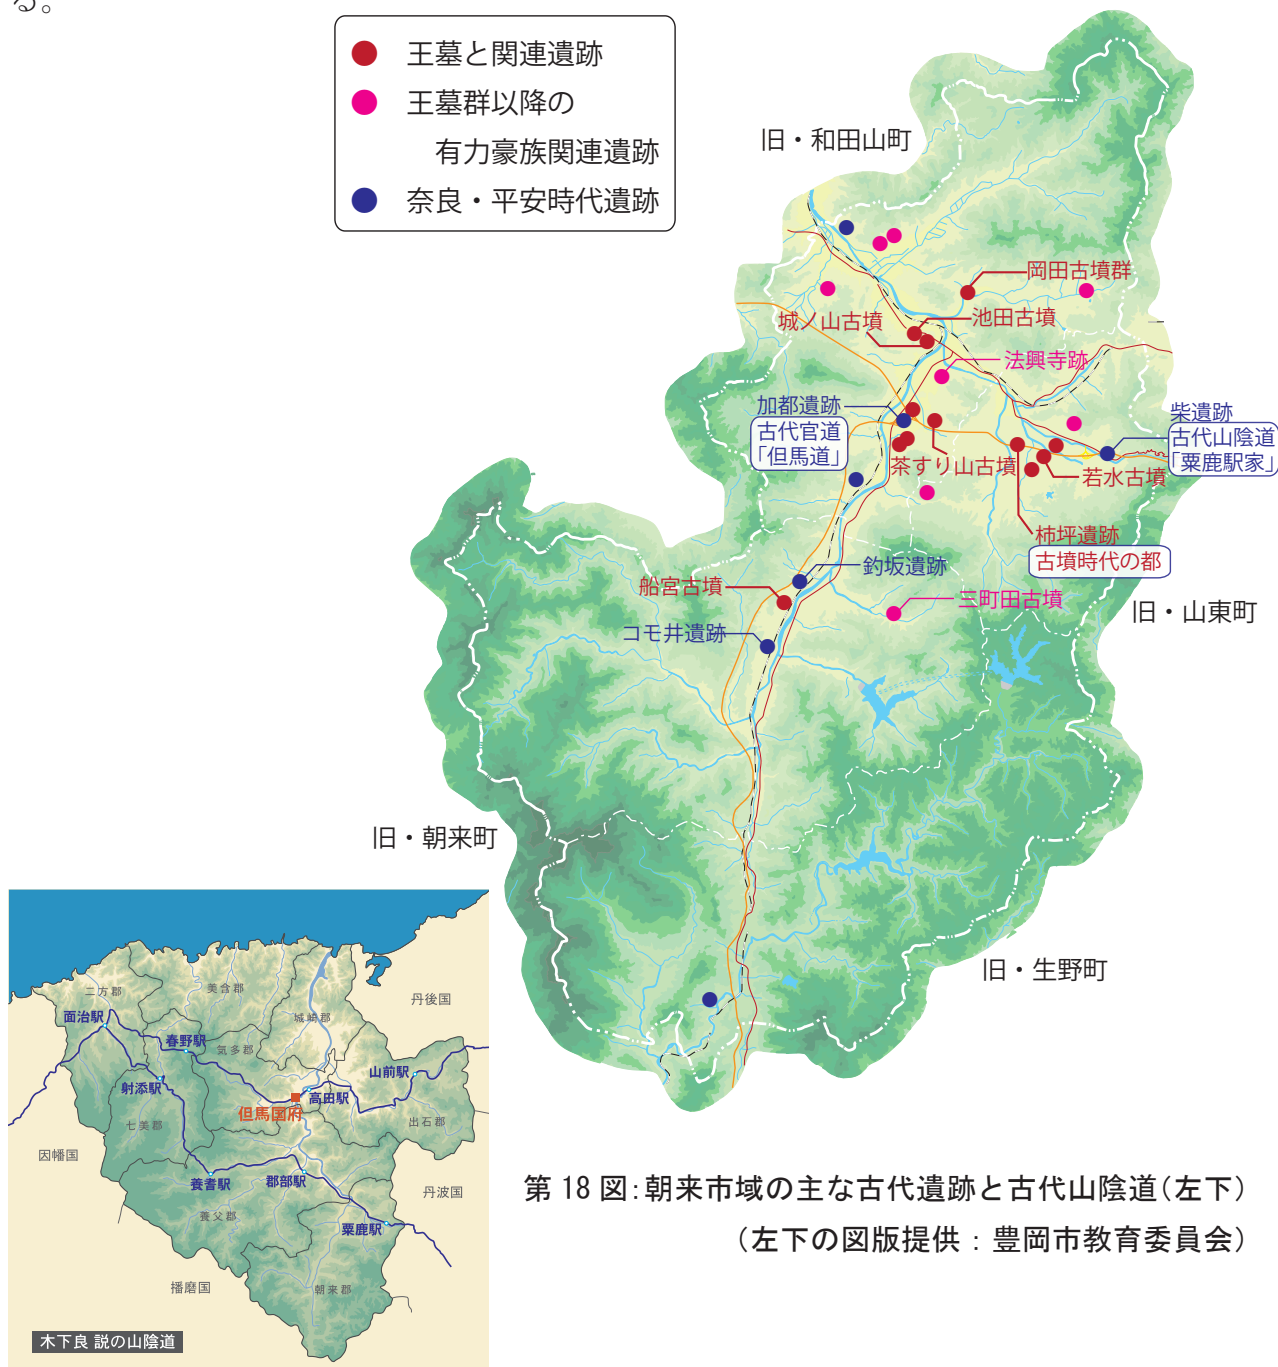 る。
王墓と関連遺跡
王墓群以降の
有力豪族関連遺跡
奈良・平安時代遺跡
旧・和田山町
岡田古墳群
城ノ山古墳
池田古墳
法興寺跡
加都遺跡
古代官道
「但馬道」
柴遺跡
古代山陰道
「粟鹿駅家」
茶すり山古墳
若水古墳
柿坪遺跡
古墳時代の都
釣坂遺跡
船宮古墳
三町田古墳
旧・山東町
コモ井遺跡
旧・朝来町
旧・生野町
丹後国
二方郡
美含郡
城崎郡
面治駅
春野駅
気多郡
山前駅
射添駅
高田駅
但馬国府
七美郡
出石郡
因幡国
養耆駅
郡部駅
丹波国
養父郡
粟鹿駅
播磨国
朝来郡
木下良 説の山陰道
第 18 図：朝来市域の主な古代遺跡と古代山陰道（左下）
（左下の図版提供：豊岡市教育委員会）